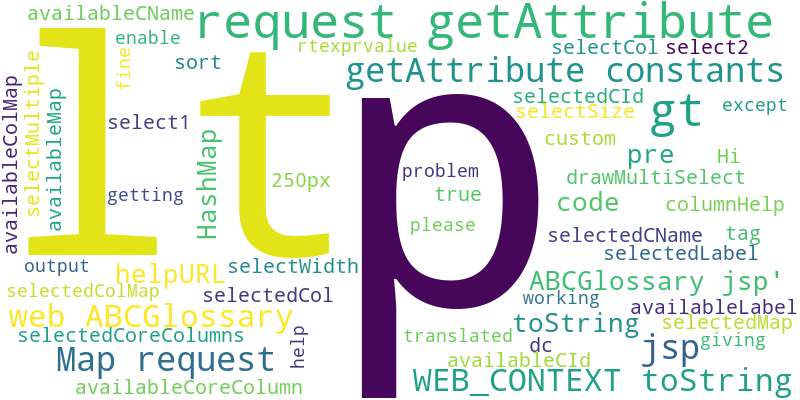 availableCName
request getAttribute
enable
rtexprvalue
selectCol
select2
fine
sort
getAttribute constants
lt
p
availableColMap
selectMultiple
availableMap
selectedCId
selectSize
gt
except
select1
HashMap
custom
problem
pre
Hi
250px
drawMultiSelect
getting
true
code
columnHelp
please
selectedCName
tag
selectedLabel
output
helpURL
selectWidth
ABCGlossary jsp'
selectedColMap
selectedCol
working
availableLabel
web ABCGlossary
toString
selectedMap
selectedCoreColumns
help
translated
dc
jsp
giving
Map request
availableCId
availableCoreColumn
WEB_CONTEXT toString